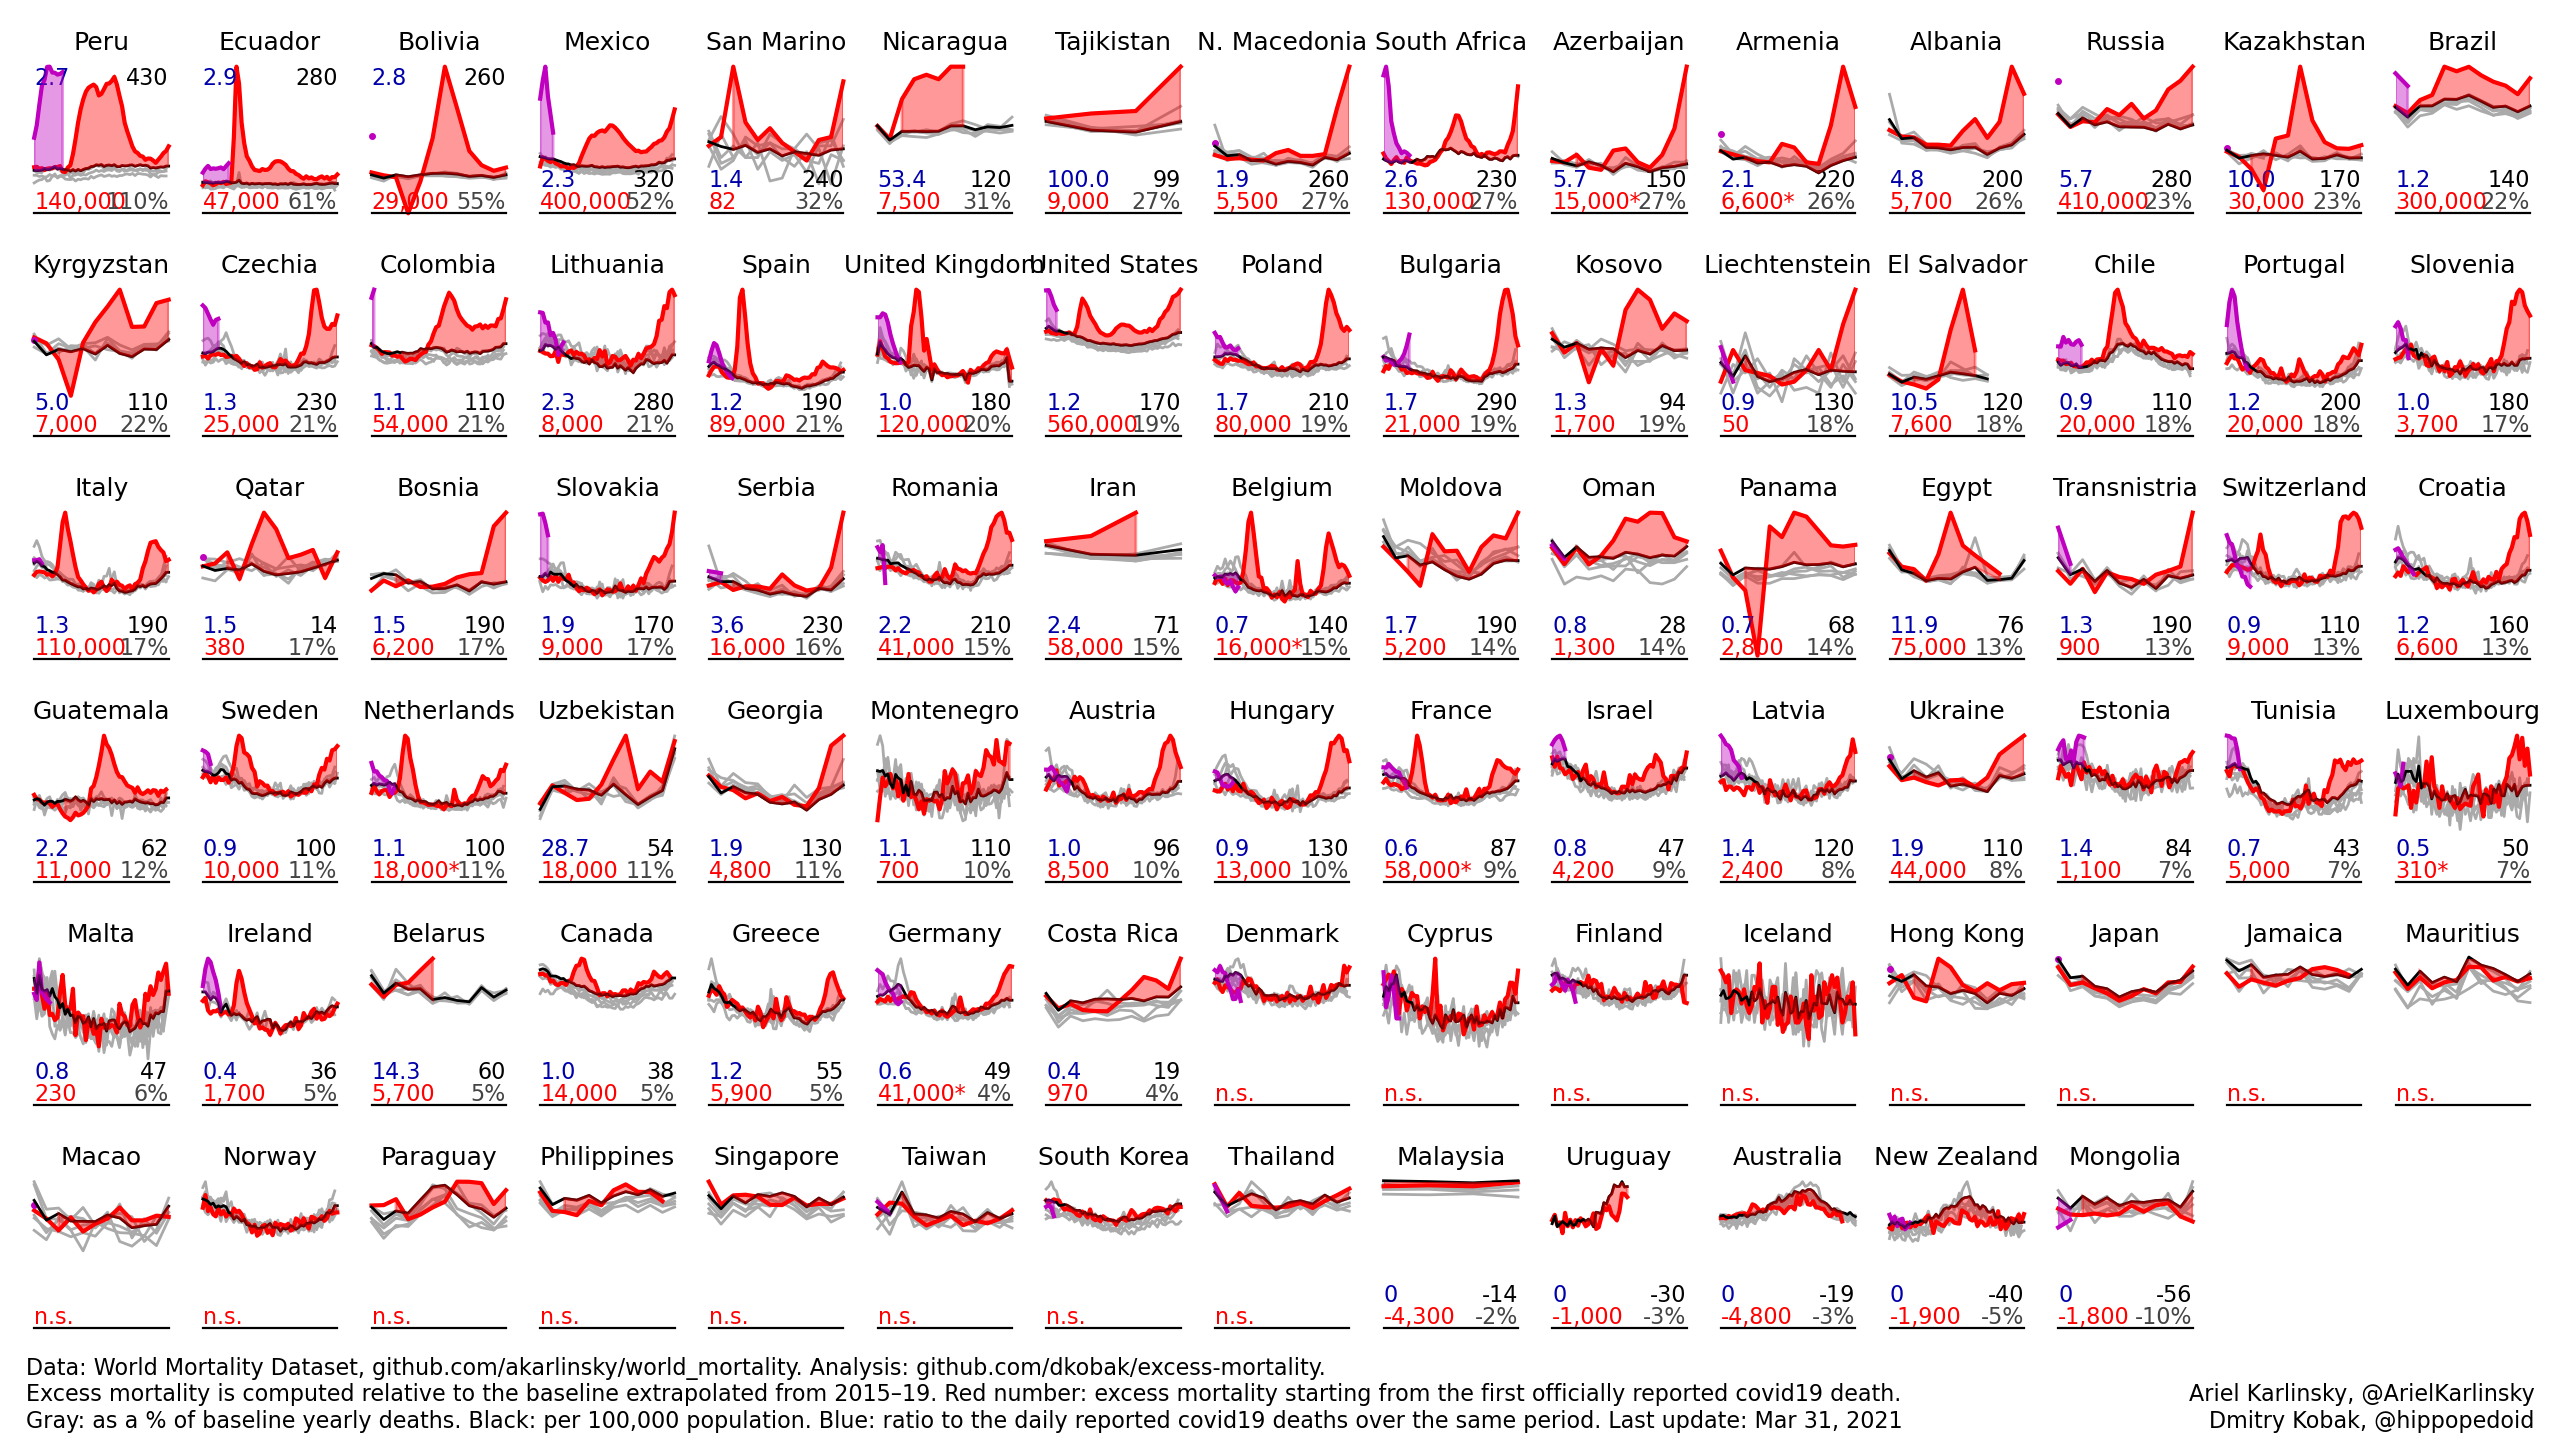 Peru Ecuador Bolivia Mexico San Marino Nicaragua Tajikistan N. Macedonia South Africa Azerbaijan Armenia Albania Russia Kazakhstan Brazil
2.7 430 2.9 280 2.8 260
2.3 320 1.4 240 53.4 120 100.0 99 1.9 260 2.6 230 5.7 150 2.1 220 4.8 200 5.7 280 10.0 170 1.2 140
140,000 110% 47,000 61% 29,000 55% 400,000 52% 82 32% 7,500 31% 9,000 27% 5,500 27% 130,000 27% 15,000* 27% 6,600* 26% 5,700 26% 410,000 23% 30,000 23% 300,000 22%
Kyrgyzstan Czechia Colombia Lithuania Spain United Kingdom United States Poland Bulgaria Kosovo Liechtenstein El Salvador Chile Portugal Slovenia
5.0 110 1.3 230 1.1 110 2.3 280 1.2 190 1.0 180 1.2 170 1.7 210 1.7 290 1.3 94 0.9 130 10.5 120 0.9 110 1.2 200 1.0 180
7,000 22% 25,000 21% 54,000 21% 8,000 21% 89,000 21% 120,000 20% 560,000 19% 80,000 19% 21,000 19% 1,700 19% 50 18% 7,600 18% 20,000 18% 20,000 18% 3,700 17%
Italy Qatar Bosnia Slovakia Serbia Romania Iran Belgium Moldova Oman Panama Egypt Transnistria Switzerland Croatia
1.3 190 1.5 14 1.5 190 1.9 170 3.6 230 2.2 210 2.4 71 0.7 140 1.7 190 0.8 28 0.7 68 11.9 76 1.3 190 0.9 110 1.2 160
110,000 17% 380 17% 6,200 17% 9,000 17% 16,000 16% 41,000 15% 58,000 15% 16,000* 15% 5,200 14% 1,300 14% 2,800 14% 75,000 13% 900 13% 9,000 13% 6,600 13%
Guatemala Sweden Netherlands Uzbekistan Georgia Montenegro Austria Hungary France Israel Latvia Ukraine Estonia Tunisia Luxembourg
2.2 62 0.9 100 1.1 100 28.7 54 1.9 130 1.1 110 1.0 96 0.9 130 0.6 87 0.8 47 1.4 120 1.9 110 1.4 84 0.7 43 0.5 50
11,000 12% 10,000 11% 18,000* 11% 18,000 11% 4,800 11% 700 10% 8,500 10% 13,000 10% 58,000* 9% 4,200 9% 2,400 8% 44,000 8% 1,100 7% 5,000 7% 310* 7%
Malta Ireland Belarus Canada Greece Germany Costa Rica Denmark Cyprus Finland Iceland Hong Kong Japan Jamaica Mauritius
0.8 47 0.4 36 14.3 60 1.0 38 1.2 55 0.6 49 0.4 19
230 6% 1,700 5% 5,700 5% 14,000 5% 5,900 5% 41,000* 4% 970 4% n.s. n.s. n.s. n.s. n.s. n.s. n.s. n.s.
Macao Norway Paraguay Philippines Singapore Taiwan South Korea Thailand Malaysia Uruguay Australia New Zealand Mongolia
0 -14 0 -30 0 -19 0 -40 0 -56
n.s. n.s. n.s. n.s. n.s. n.s. n.s. n.s. -4,300 -2% -1,000 -3% -4,800 -3% -1,900 -5% -1,800 -10%
Data: World Mortality Dataset, github.com/akarlinsky/world_mortality. Analysis: github.com/dkobak/excess-mortality.
Excess mortality is computed relative to the baseline extrapolated from 2015–19. Red number: excess mortality starting from the first officially reported covid19 death.
Gray: as a % of baseline yearly deaths. Black: per 100,000 population. Blue: ratio to the daily reported covid19 deaths over the same period. Last update: Mar 31, 2021
Ariel Karlinsky, @ArielKarlinsky
Dmitry Kobak, @hippopedoid